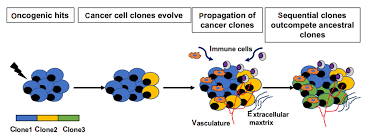 Oncogenic hits
Cancer cell clones evolve
Propagation of
cancer clones
Sequential clones
outcompete ancestral
clones
Immune cells
Vasculature
Extracellular
maxtrix
Clone1 Clone2 Clone3